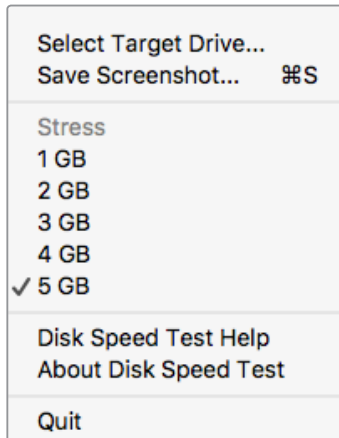 Select Target Drive...
Save Screenshot... ⌘S
Stress
1 GB
2 GB
3 GB
4 GB
✓ 5 GB
Disk Speed Test Help
About Disk Speed Test
Quit